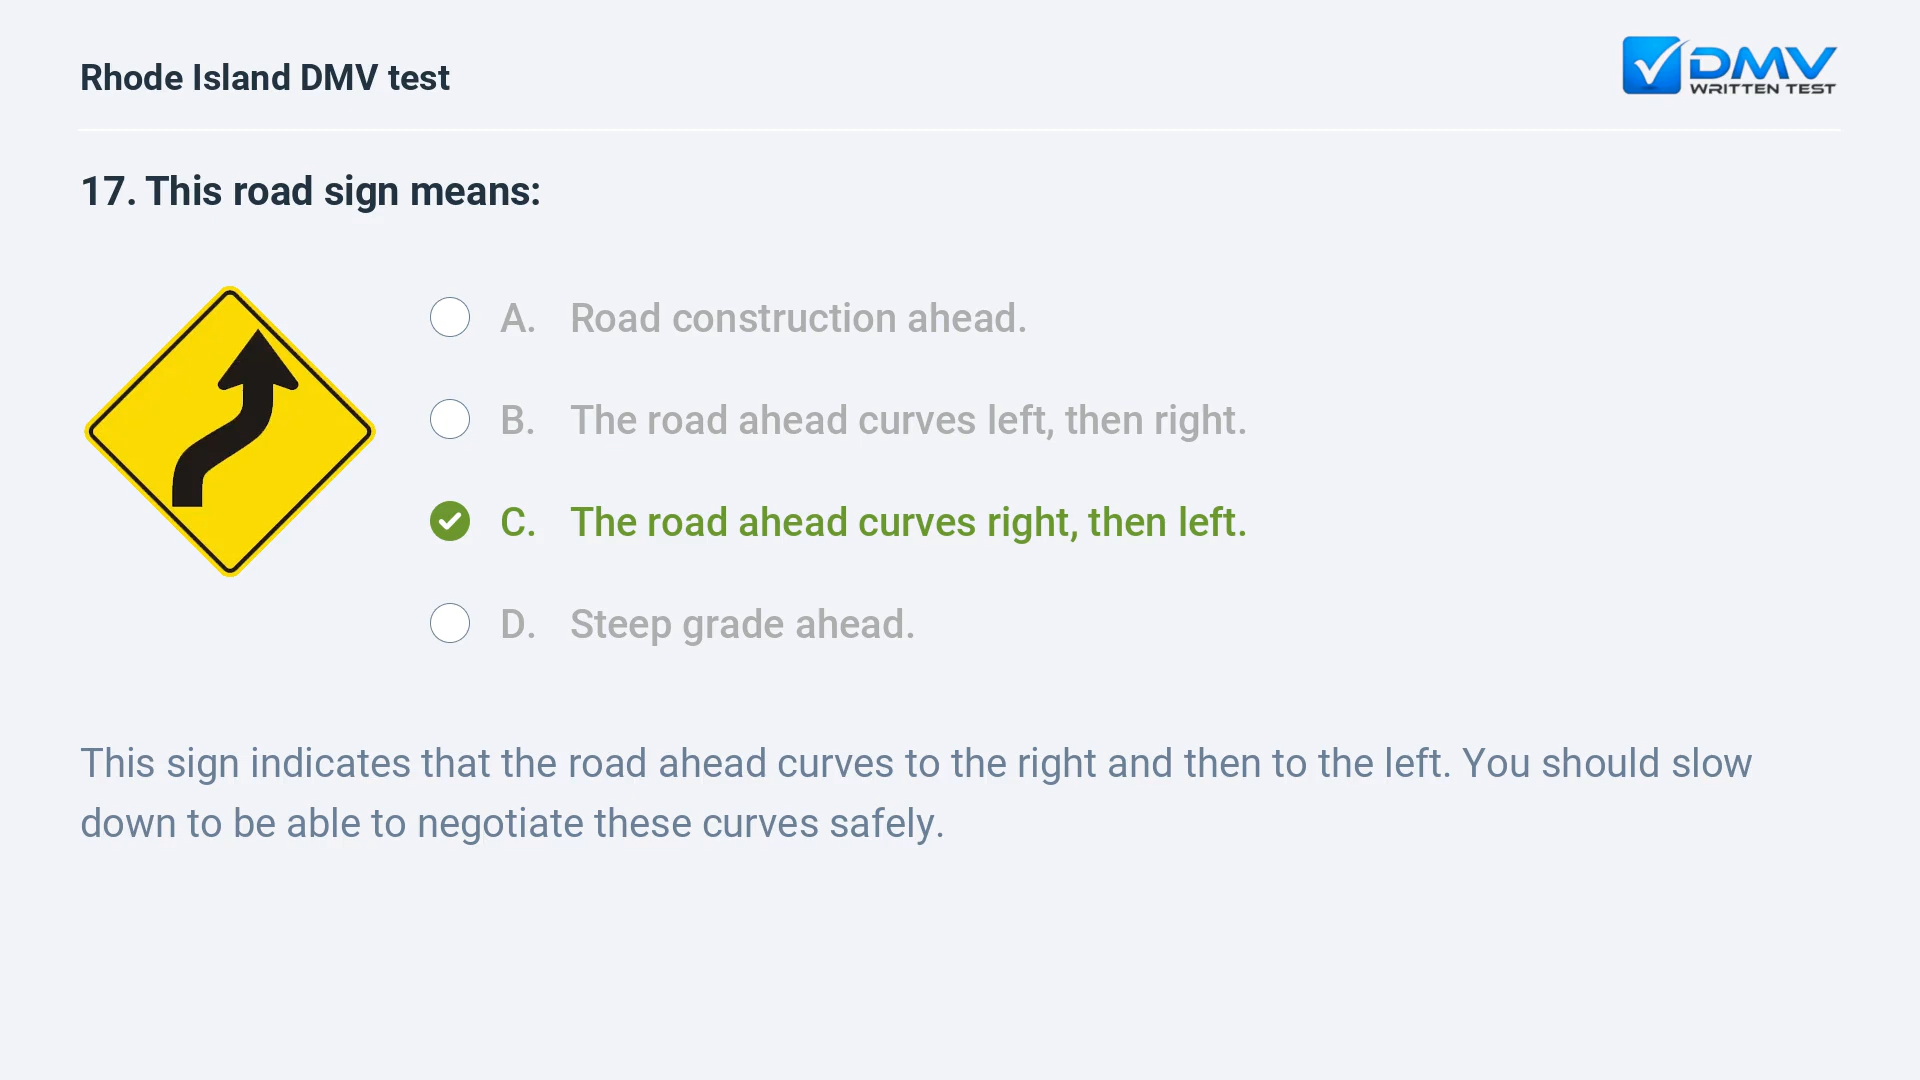 Rhode Island DMV test
DMV
WRITTEN TEST
17. This road sign means:
A. Road construction ahead.
B. The road ahead curves left, then right.
C. The road ahead curves right, then left.
D. Steep grade ahead.
This sign indicates that the road ahead curves to the right and then to the left. You should slow
down to be able to negotiate these curves safely.